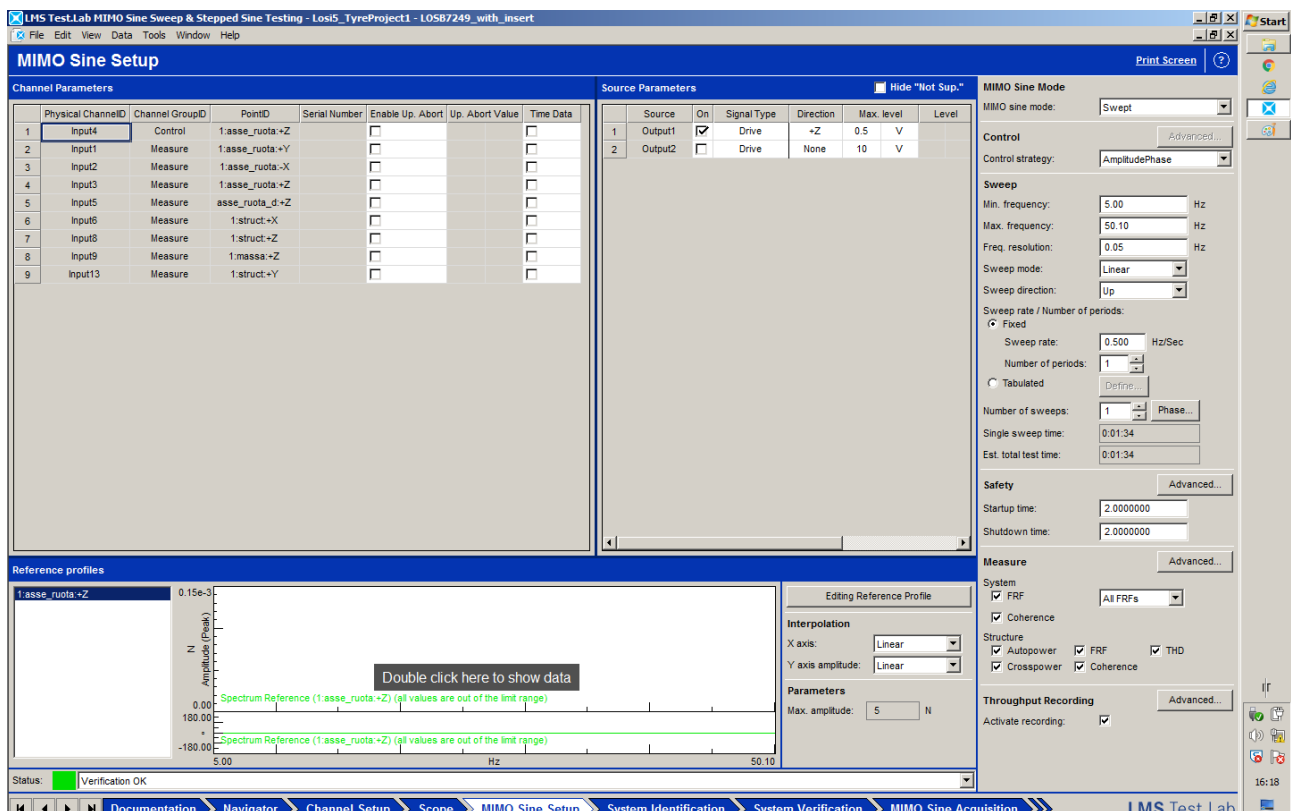 LMS Test.Lab MIMO Sine Sweep & Stepped Sine Testing - Losi5_TyreProject1 - LOSB7249_with_insert
Start
File Edit View Data Tools Window Help
MIMO Sine Setup
Print Screen ?
Channel Parameters
Physical ChannelID Channel GroupID PointID Serial Number Enable Up. Abort Up. Abort Value Time Data
1 Input4 Control 1:asse_ruota:+Z
2 Input1 Measure 1:asse_ruota:+Y
3 Input2 Measure 1:asse_ruota:-X
4 Input3 Measure 1:asse_ruota:+Z
5 Input5 Measure asse_ruota_d:+Z
6 Input6 Measure 1:struct:+X
7 Input8 Measure 1:struct:+Z
8 Input9 Measure 1:massa:+Z
9 Input13 Measure 1:struct:+Y
Source Parameters Hide "Not Sup."
Source On Signal Type Direction Max. level Level
1 Output1 Drive +Z 0.5 V
2 Output2 Drive None 10 V
MIMO Sine Mode
MIMO sine mode: Swept
Control Advanced...
Control strategy: AmplitudePhase
Sweep
Min. frequency: 5.00 Hz
Max. frequency: 50.10 Hz
Freq. resolution: 0.05 Hz
Sweep mode: Linear
Sweep direction: Up
Sweep rate / Number of periods:
Fixed
Sweep rate: 0.500 Hz/Sec
Number of periods: 1
Tabulated Define...
Number of sweeps: 1 Phase...
Single sweep time: 0:01:34
Est. total test time: 0:01:34
Safety Advanced...
Startup time: 2.0000000
Shutdown time: 2.0000000
Measure Advanced...
System
FRF All FRFs
Coherence
Structure
Autopower FRF THD
Crosspower Coherence
Throughput Recording Advanced...
Activate recording:
Reference profiles
1:asse_ruota:+Z
0.15e-3
N
Amplitude (Peak)
Double click here to show data
Spectrum Reference (1:asse_ruota:+Z) (all values are out of the limit range)
0.00
180.00
°
Spectrum Reference (1:asse_ruota:+Z) (all values are out of the limit range)
-180.00
5.00 Hz 50.10
Editing Reference Profile
Interpolation
X axis: Linear
Y axis amplitude: Linear
Parameters
Max. amplitude: 5 N
Status: Verification OK
16:18
Documentation Navigator Channel Setup Scope MIMO Sine Setup System Identification System Verification MIMO Sine Acquisition
LMS Test.Lab